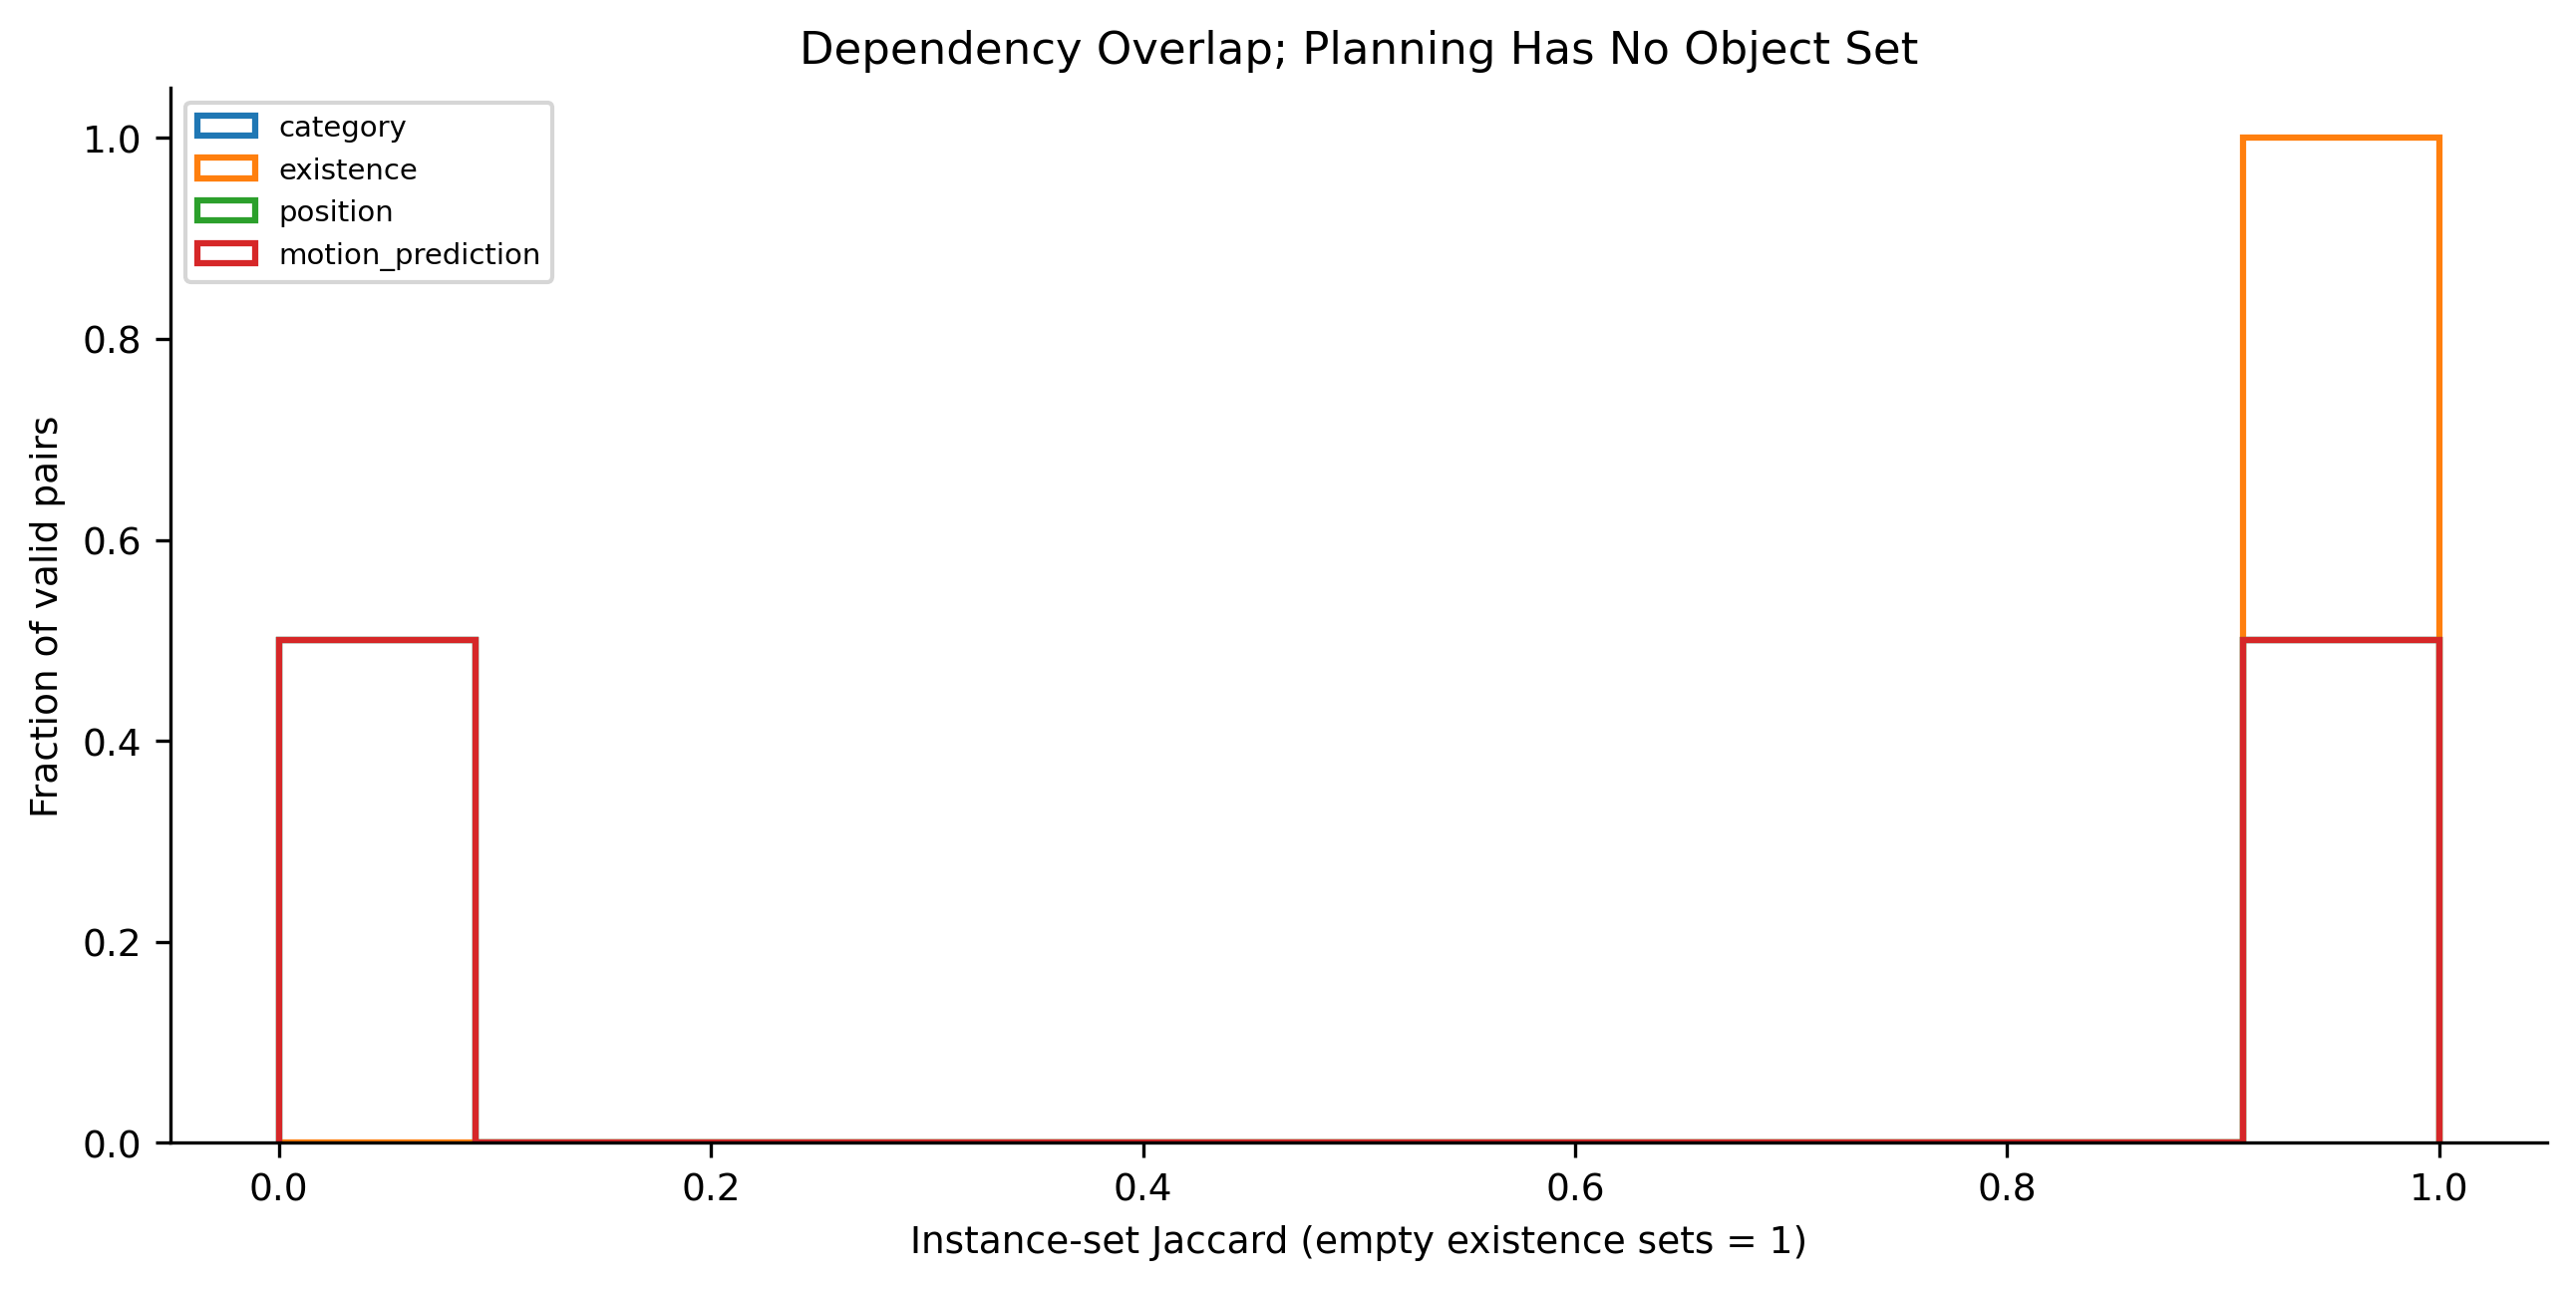 Dependency Overlap; Planning Has No Object Set
category
existence
position
motion_prediction
1.0
0.8
0.6
0.4
0.2
0.0
Fraction of valid pairs
0.0 0.2 0.4 0.6 0.8 1.0
Instance-set Jaccard (empty existence sets = 1)